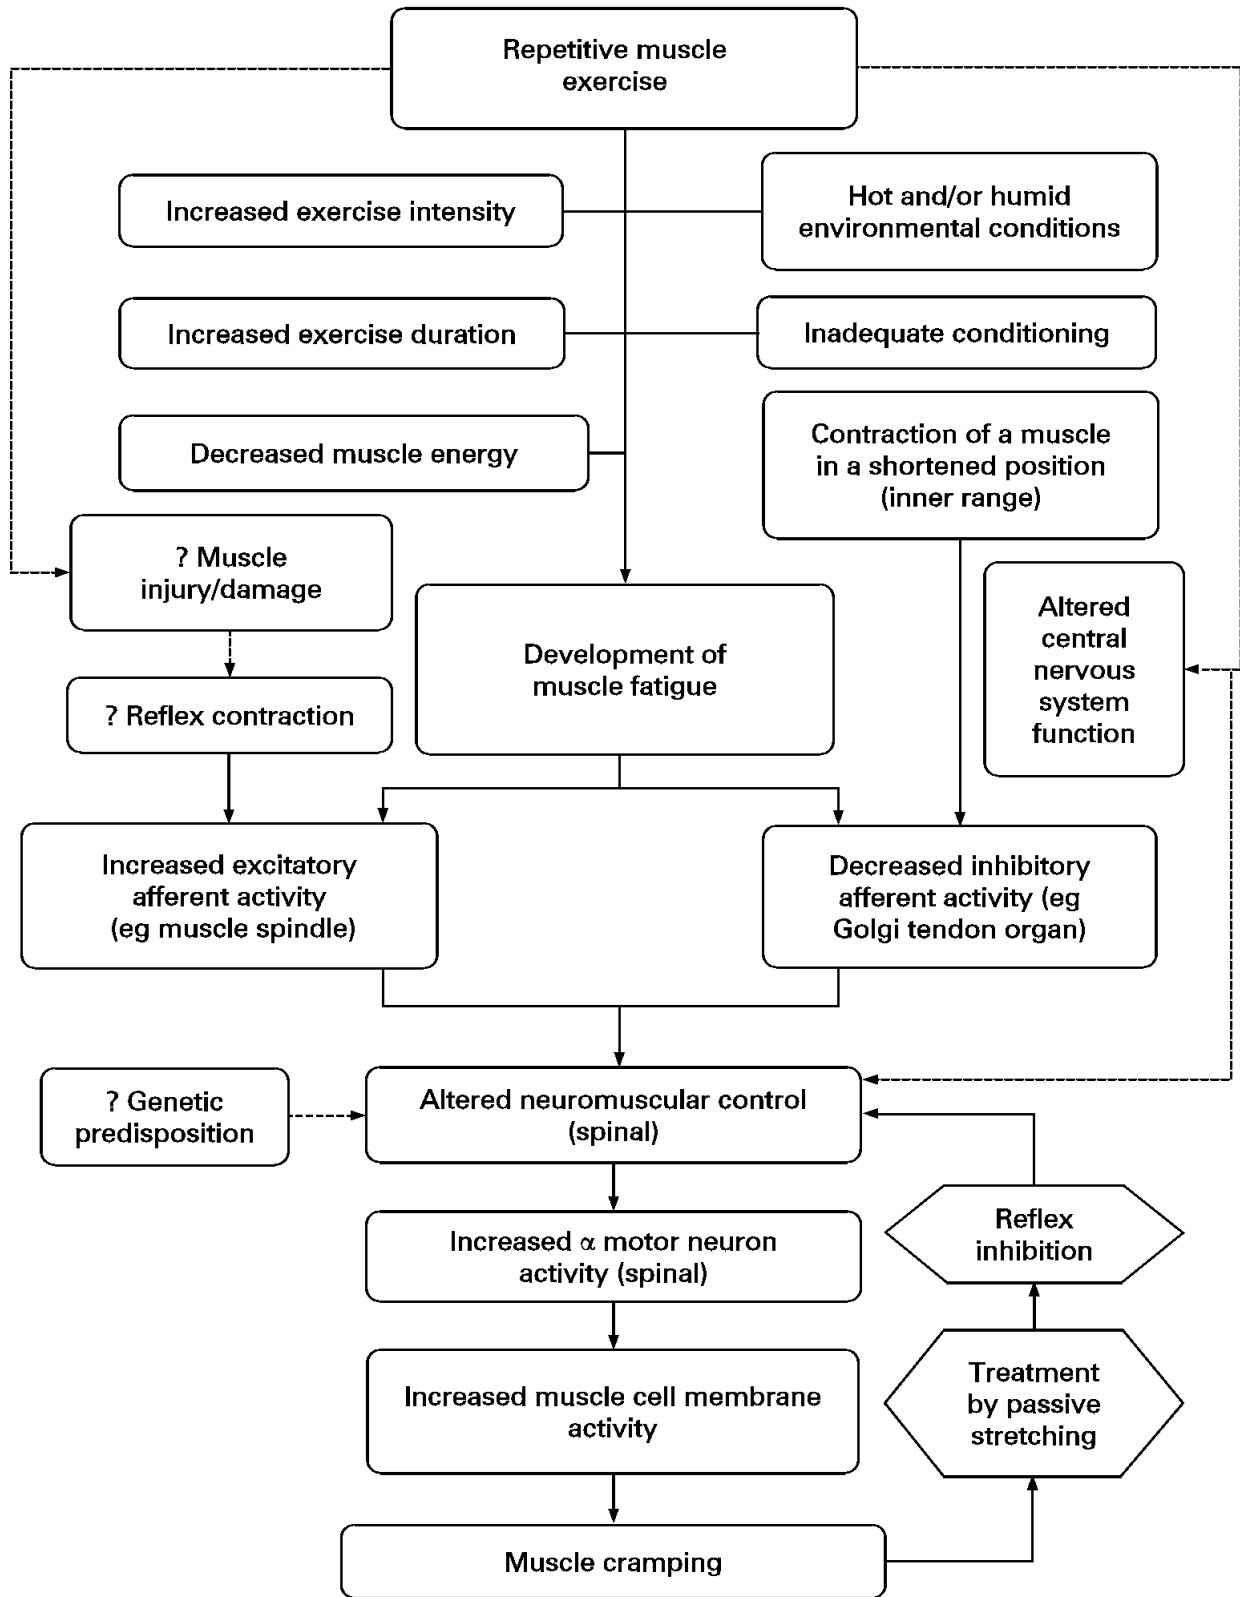 Repetitive muscle
exercise
Increased exercise intensity
Hot and/or humid
environmental conditions
Increased exercise duration
Inadequate conditioning
Decreased muscle energy
Contraction of a muscle
in a shortened position
(inner range)
? Muscle
injury/damage
Altered
central
nervous
system
function
Development of
muscle fatigue
? Reflex contraction
Increased excitatory
afferent activity
(eg muscle spindle)
Decreased inhibitory
afferent activity (eg
Golgi tendon organ)
? Genetic
predisposition
Altered neuromuscular control
(spinal)
Increased α motor neuron
activity (spinal)
Reflex
inhibition
Increased muscle cell membrane
activity
Treatment
by passive
stretching
Muscle cramping